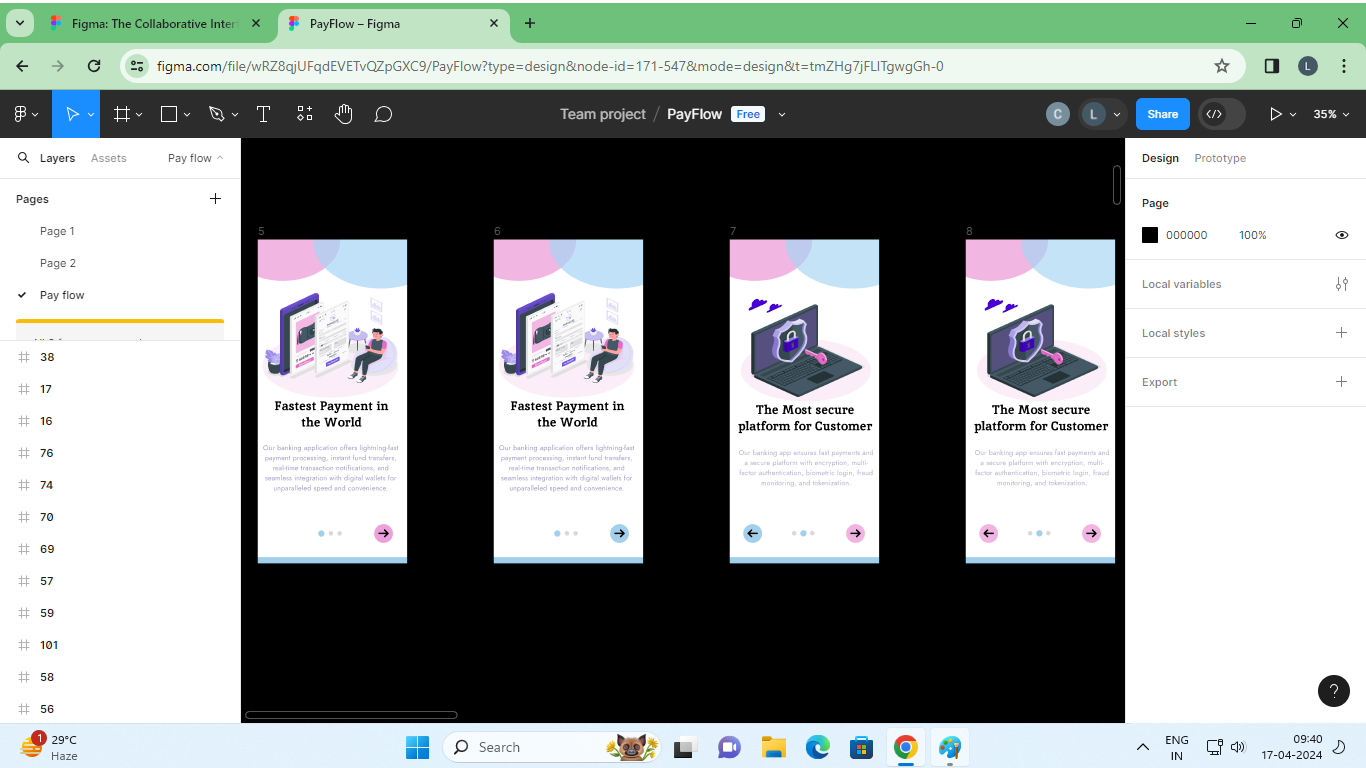 Figma: The Collaborative Inter
PayFlow – Figma
figma.com/file/wRZ8qjUFqdEVETvQZpGXC9/PayFlow?type=design&node-id=171-547&mode=design&t=tmZHg7jFLlTgwgGh-0
L
Team project / PayFlow Free
C
L
Share
35%
Layers
Assets
Pay flow
Pages
Page 1
Page 2
Pay flow
38
17
16
76
74
70
69
57
59
101
58
56
5
Fastest Payment in
the World
Our banking application offers lightning-fast
payment processing, instant fund transfers,
real-time transaction notifications, and
seamless integration with digital wallets for
unparalleled speed and convenience.
6
Fastest Payment in
the World
Our banking application offers lightning-fast
payment processing, instant fund transfers,
real-time transaction notifications, and
seamless integration with digital wallets for
unparalleled speed and convenience.
7
The Most secure
platform for Customer
Our banking app ensures fast payments and
a secure platform with encryption, multi-
factor authentication, biometric login, fraud
monitoring, and tokenization.
8
The Most secure
platform for Customer
Our banking app ensures fast payments and
a secure platform with encryption, multi-
factor authentication, biometric login, fraud
monitoring, and tokenization.
Design
Prototype
Page
000000
100%
Local variables
Local styles
Export
?
1
29°C
Haze
Search
ENG
IN
09:40
17-04-2024